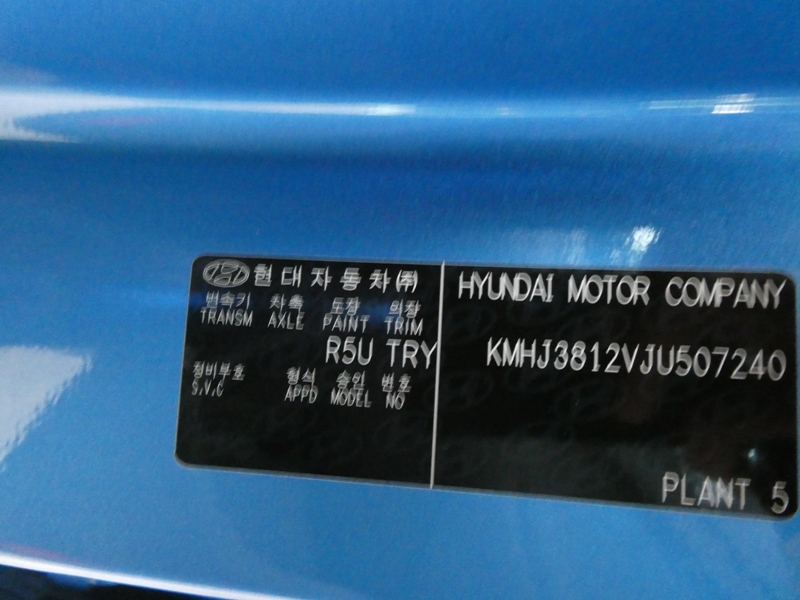 현대자동차(주)
변속기 차축 도장 의장
TRANSM AXLE PAINT TRIM
R5U TRY
정비부호 형식 승인 번호
S.V.C APPD MODEL NO
HYUNDAI MOTOR COMPANY
KMHJ3812VJU507240
PLANT 5